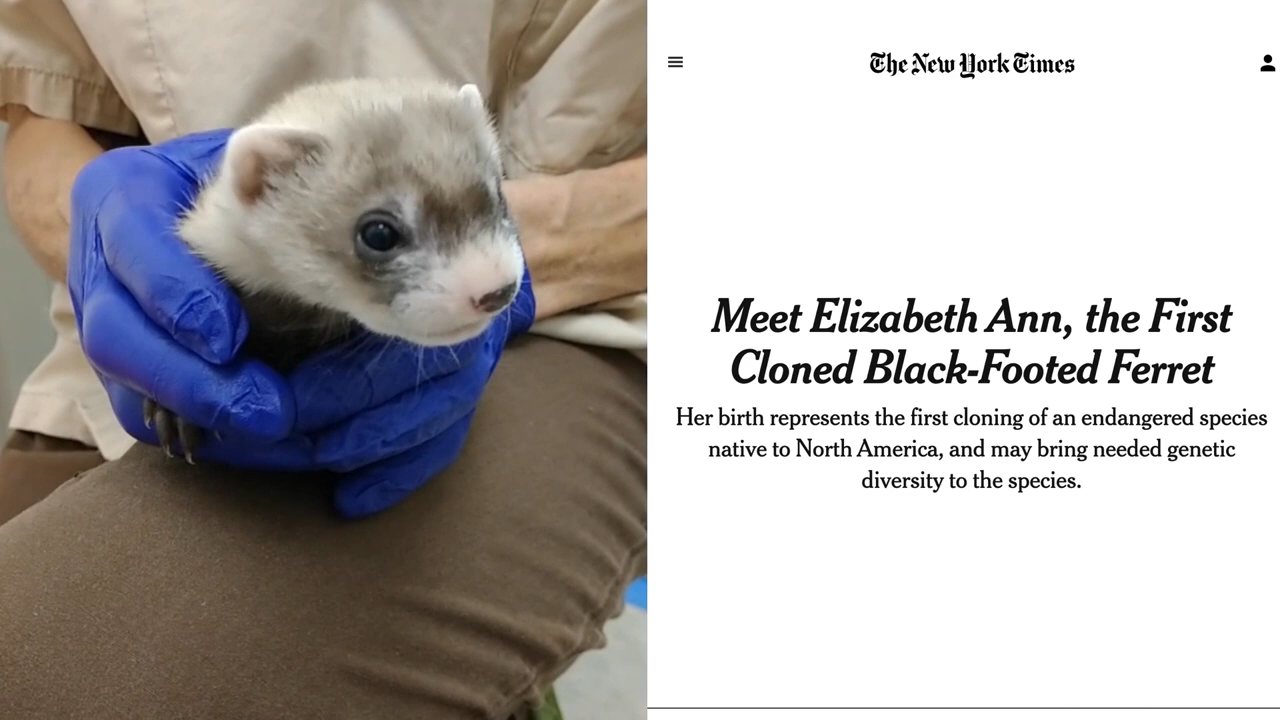 The New York Times
Meet Elizabeth Ann, the First
Cloned Black-Footed Ferret
Her birth represents the first cloning of an endangered species
native to North America, and may bring needed genetic
diversity to the species.